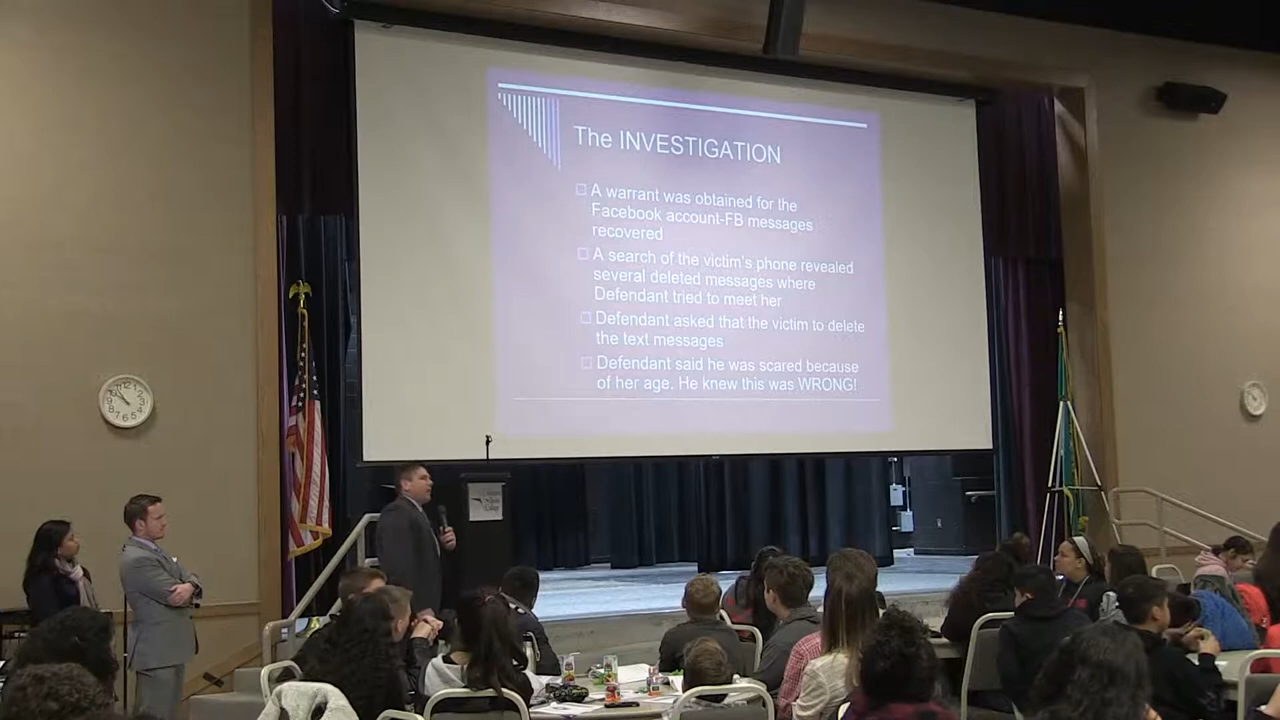 The INVESTIGATION
A warrant was obtained for the
Facebook account-FB messages
recovered
A search of the victim's phone revealed
several deleted messages where
Defendant tried to meet her
Defendant asked that the victim to delete
the text messages
Defendant said he was scared because
of her age. He knew this was WRONG!